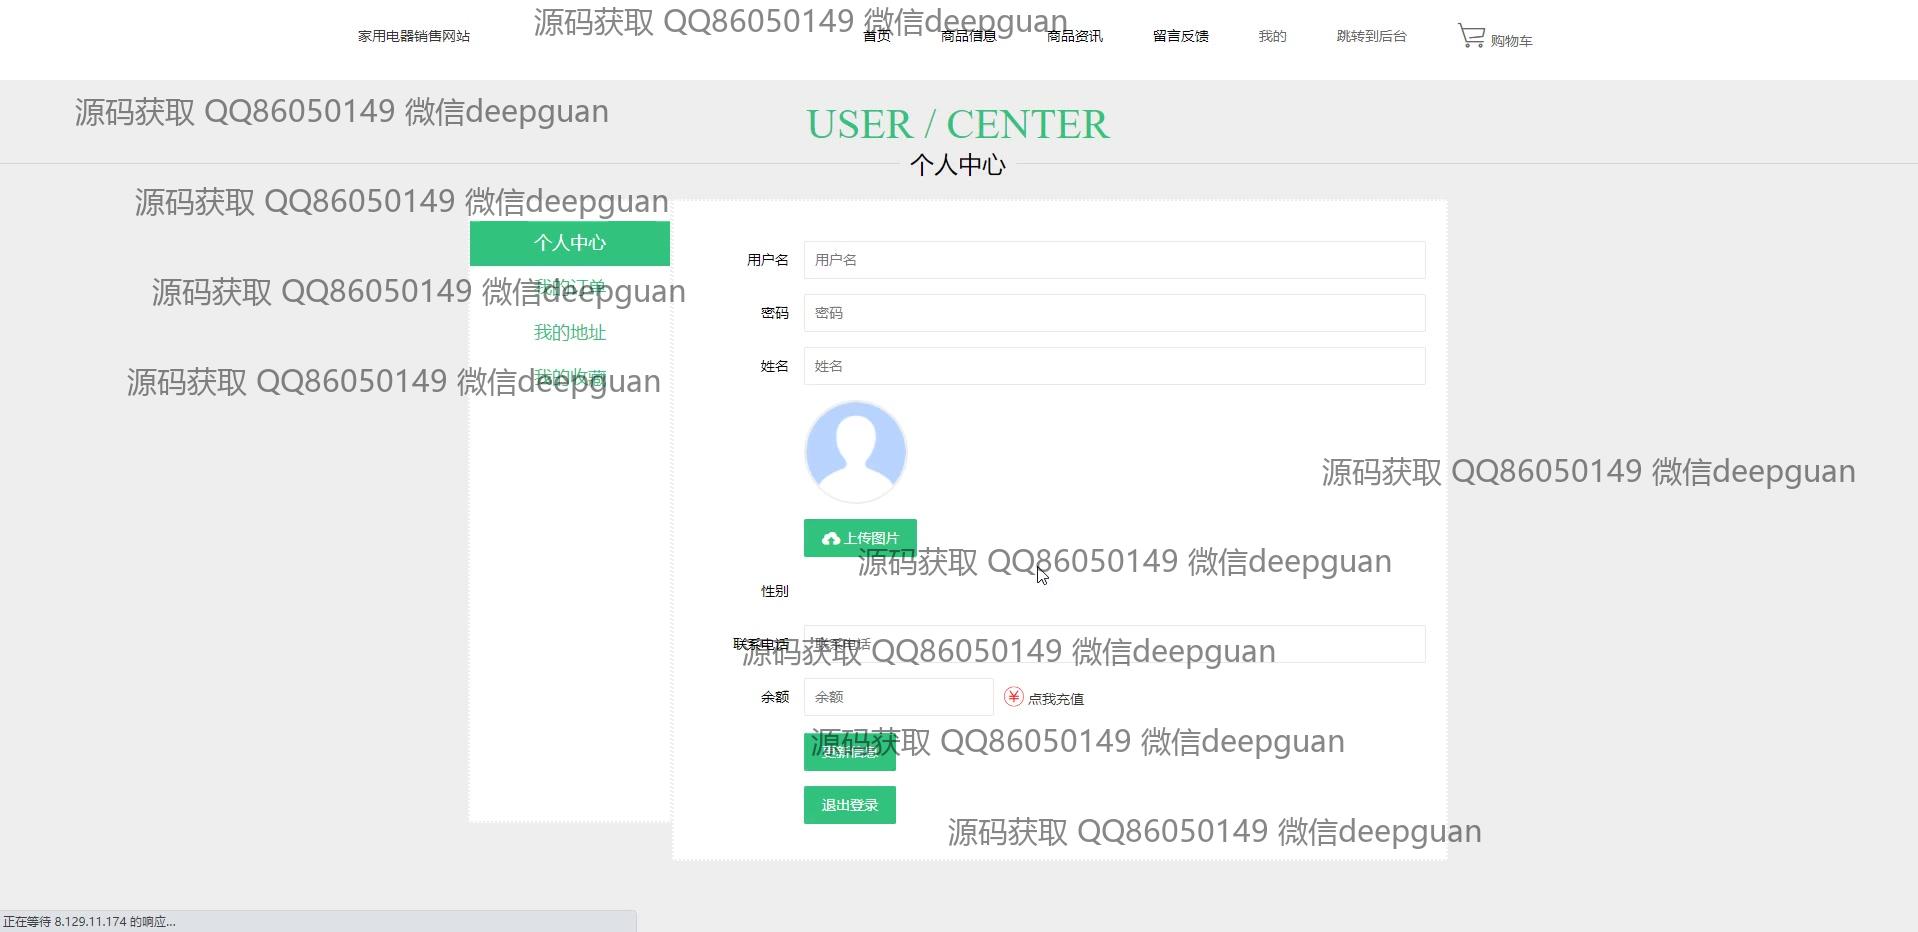 源码获取 QQ86050149 微信deepguan
家用电器销售网站 首页 商品信息 商品资讯 留言反馈 我的 跳转到后台 购物车
源码获取 QQ86050149 微信deepguan
USER / CENTER
个人中心
源码获取 QQ86050149 微信deepguan
个人中心
我的订单
源码获取 QQ86050149 微信deepguan
我的地址
我的收藏
源码获取 QQ86050149 微信deepguan
用户名 用户名
密码 密码
姓名 姓名
源码获取 QQ86050149 微信deepguan
上传图片
源码获取 QQ86050149 微信deepguan
性别
联系电话 联系电话
源码获取 QQ86050149 微信deepguan
余额 余额 ¥ 点我充值
源码获取 QQ86050149 微信deepguan
更新信息
退出登录
源码获取 QQ86050149 微信deepguan
正在等待 8.129.11.174 的响应...